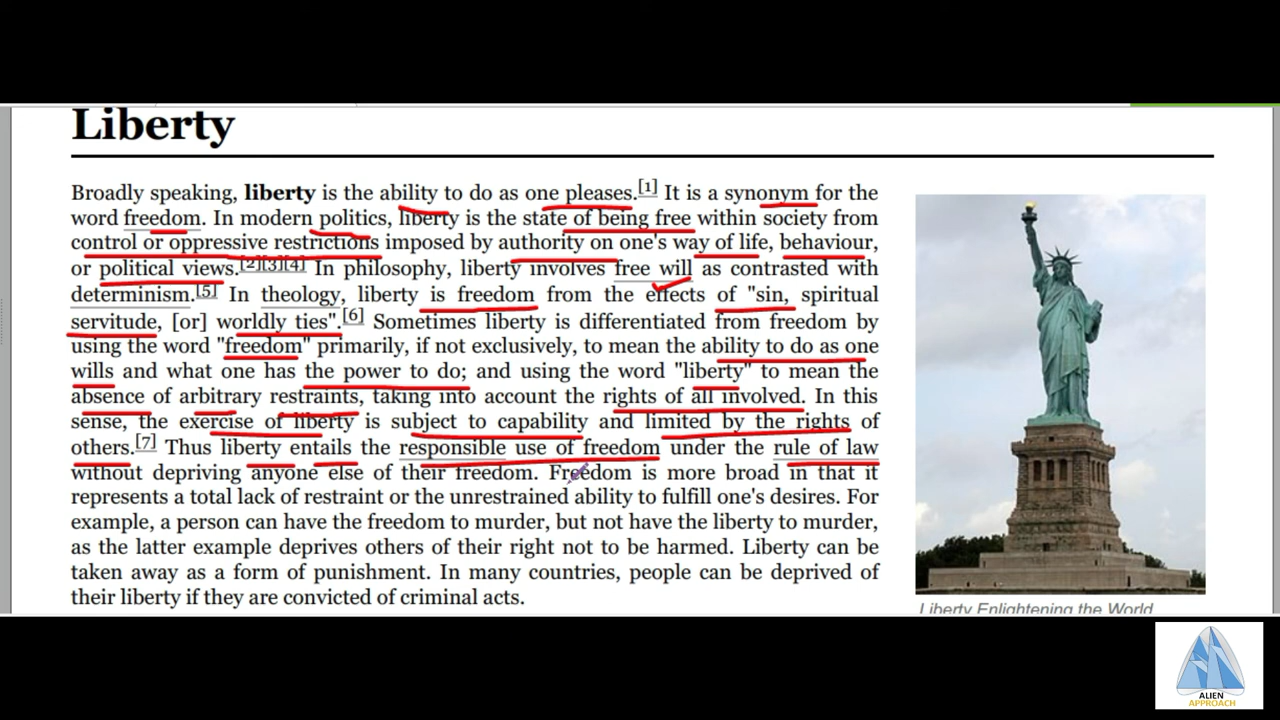 Liberty
Broadly speaking, liberty is the ability to do as one pleases.[1] It is a synonym for the
word freedom. In modern politics, liberty is the state of being free within society from
control or oppressive restrictions imposed by authority on one's way of life, behaviour,
or political views.[2][3][4] In philosophy, liberty involves free will as contrasted with
determinism.[5] In theology, liberty is freedom from the effects of "sin, spiritual
servitude, [or] worldly ties".[6] Sometimes liberty is differentiated from freedom by
using the word "freedom" primarily, if not exclusively, to mean the ability to do as one
wills and what one has the power to do; and using the word "liberty" to mean the
absence of arbitrary restraints, taking into account the rights of all involved. In this
sense, the exercise of liberty is subject to capability and limited by the rights of
others.[7] Thus liberty entails the responsible use of freedom under the rule of law
without depriving anyone else of their freedom. Freedom is more broad in that it
represents a total lack of restraint or the unrestrained ability to fulfill one's desires. For
example, a person can have the freedom to murder, but not have the liberty to murder,
as the latter example deprives others of their right not to be harmed. Liberty can be
taken away as a form of punishment. In many countries, people can be deprived of
their liberty if they are convicted of criminal acts.
Liberty Enlightening the World
ALIEN
APPROACH